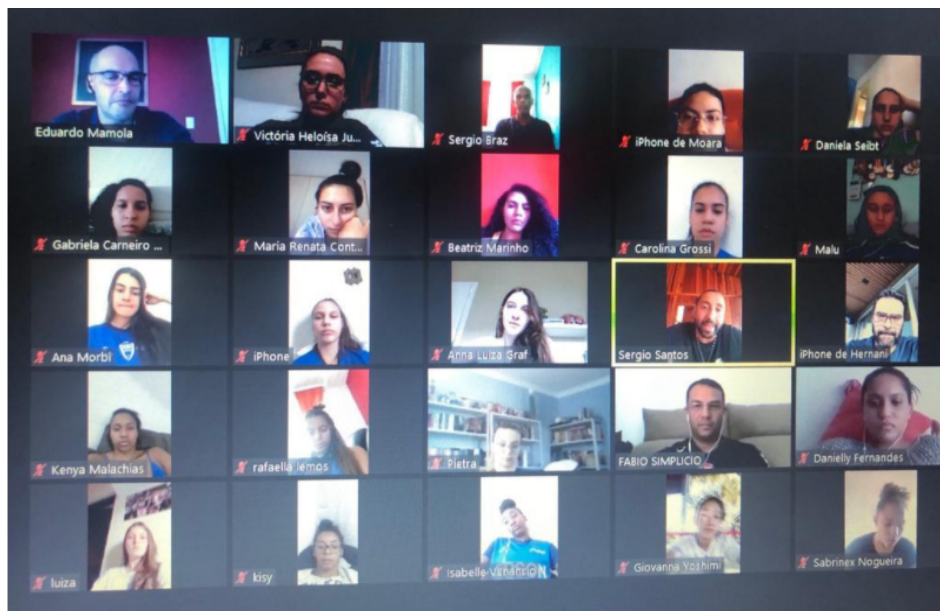 Eduardo Mamola
Victória Heloísa Ju...
Sergio Braz
iPhone de Moara
Daniela Seibt
Gabriela Carneiro ...
Maria Renata Cont...
Beatriz Marinho
Carolina Grossi
Malu
Ana Morbi
iPhone
Anna Luiza Graf
Sergio Santos
iPhone de Hernani
Kenya Malachias
rafaella lemos
Pietra
FABIO SIMPLICIO
Danielly Fernandes
luiza
kisy
Isabelle Venancio
Giovanna Yoshimi
Sabrinex Nogueira